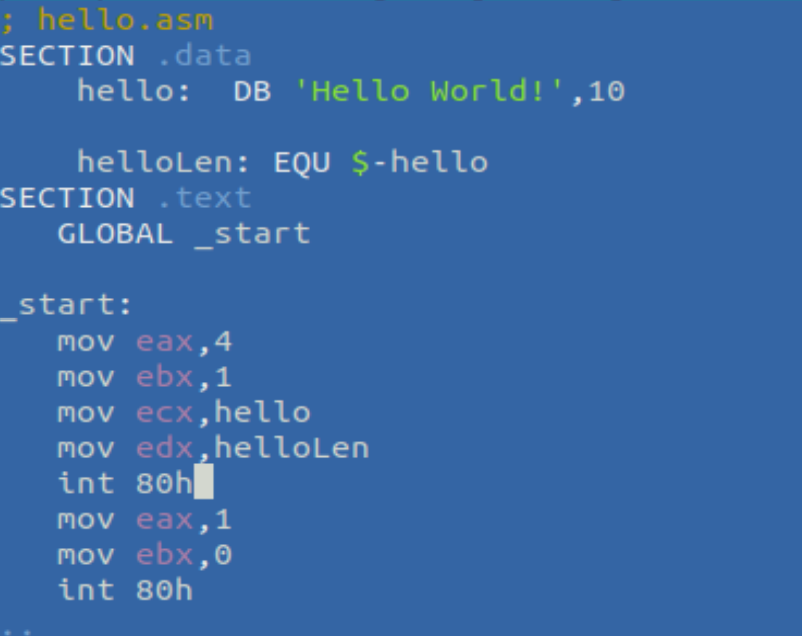 ; hello.asm
SECTION .data
    hello:  DB 'Hello World!',10

    helloLen: EQU $-hello
SECTION .text
   GLOBAL _start

_start:
   mov eax,4
   mov ebx,1
   mov ecx,hello
   mov edx,helloLen
   int 80h
   mov eax,1
   mov ebx,0
   int 80h